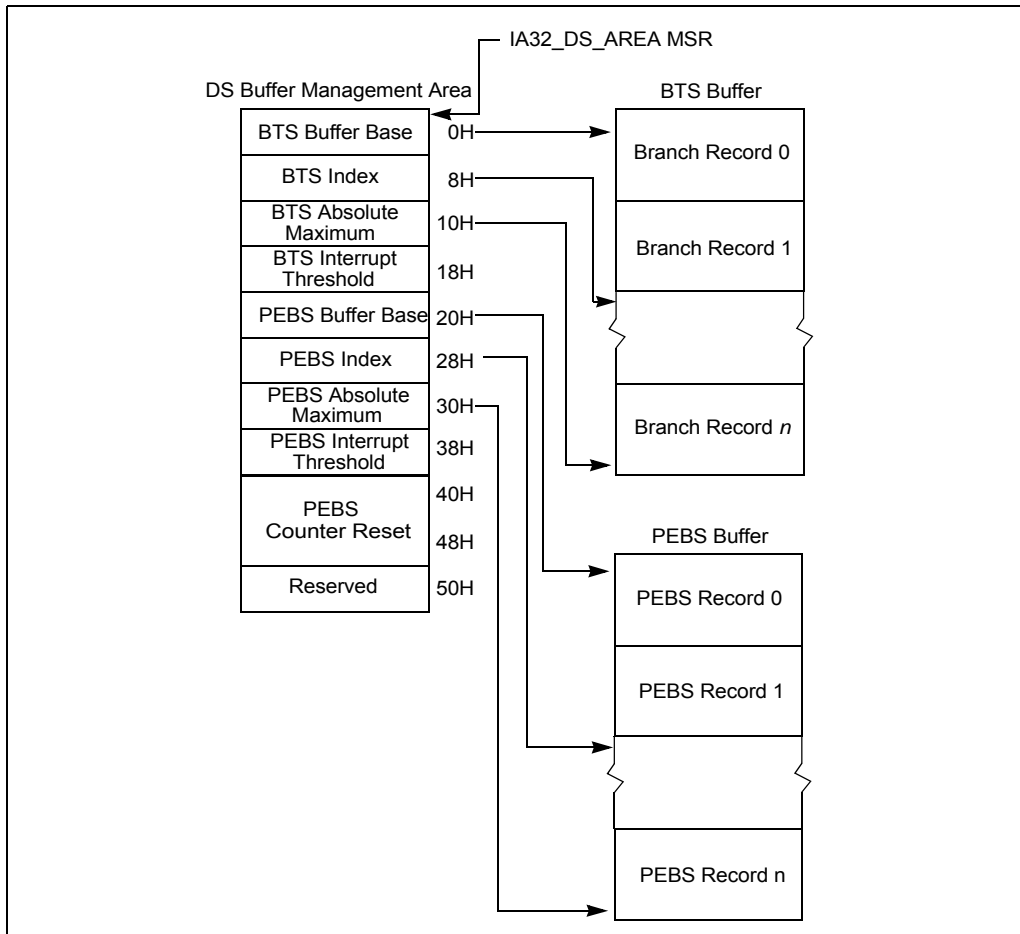 IA32_DS_AREA MSR
DS Buffer Management Area
BTS Buffer Base 0H
BTS Index 8H
BTS Absolute
Maximum 10H
BTS Interrupt
Threshold 18H
PEBS Buffer Base 20H
PEBS Index 28H
PEBS Absolute
Maximum 30H
PEBS Interrupt
Threshold 38H
40H
PEBS
Counter Reset
48H
Reserved 50H
BTS Buffer
Branch Record 0
Branch Record 1
Branch Record n
PEBS Buffer
PEBS Record 0
PEBS Record 1
PEBS Record n